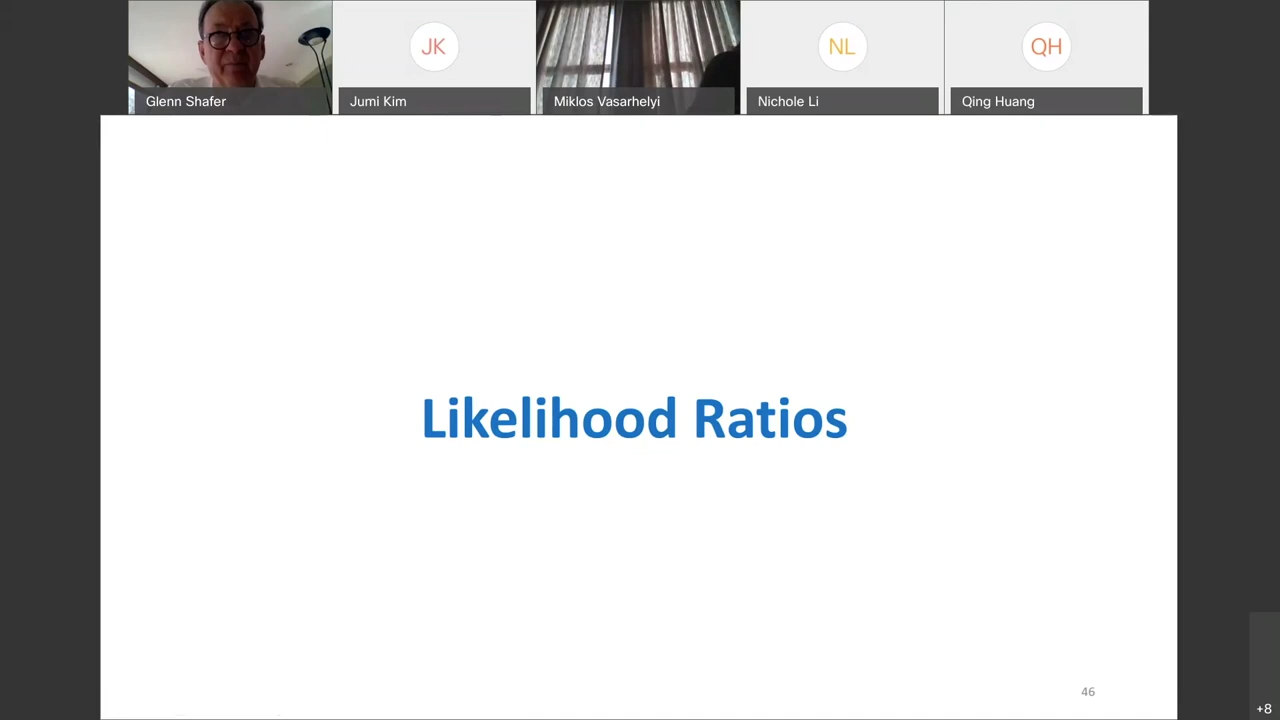 JK
NL
QH
Glenn Shafer
Jumi Kim
Miklos Vasarhelyi
Nichole Li
Qing Huang
Likelihood Ratios
46
+8